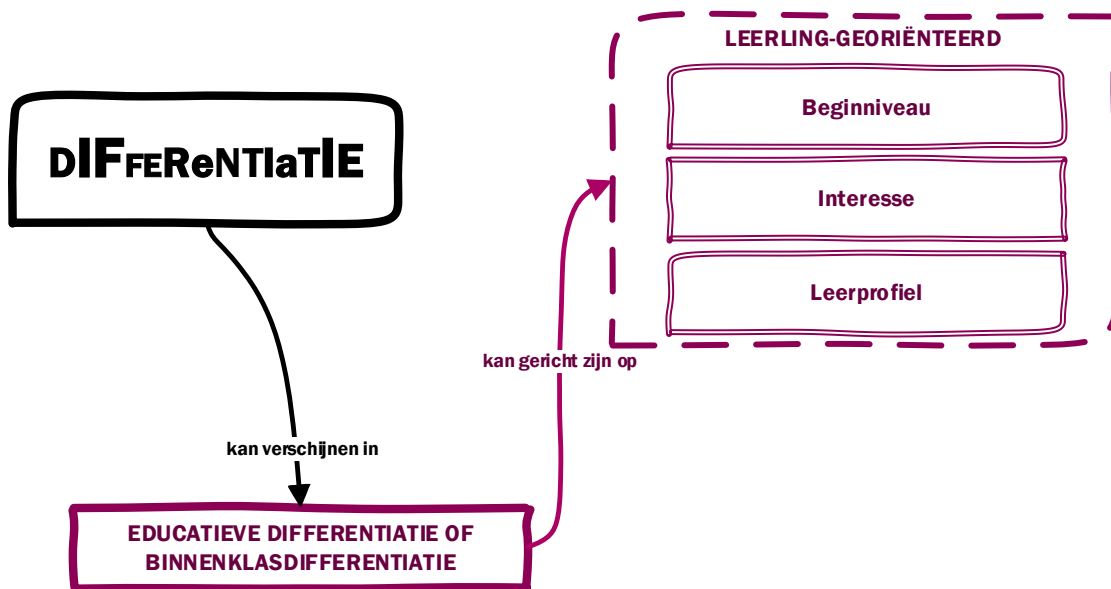 DIFFEReNTIaTIE
kan verschijnen in
EDUCATIEVE DIFFERENTIATIE OF
BINNENKLASDIFFERENTIATIE
kan gericht zijn op
LEERLING-GEORIËNTEERD
Beginniveau
Interesse
Leerprofiel